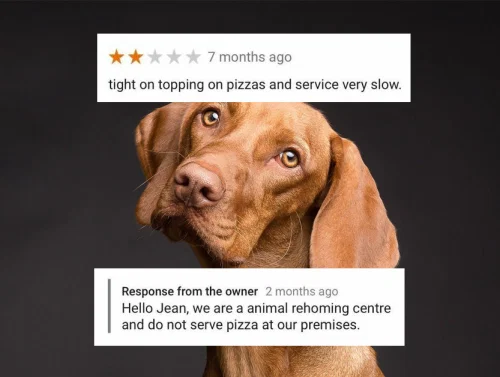 7 months ago
tight on topping on pizzas and service very slow.
Response from the owner 2 months ago
Hello Jean, we are a animal rehoming centre
and do not serve pizza at our premises.